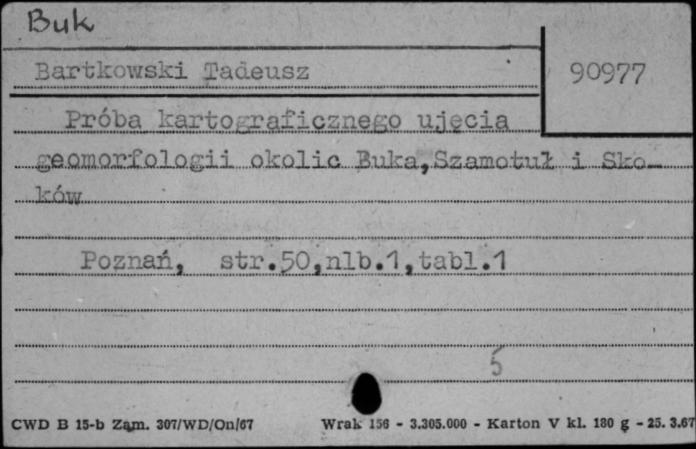 Buk
Bartkowski Tadeusz
90977
Próba kartograficznego ujęcia
geomorfologii okolic Buka,Szamotuł i Sko-
ków
Poznań, str.50,nlb.1,tabl.1
5
CWD B 15-b Zam. 307/WD/On/67 Wrak 156 - 3.305.000 - Karton V kl. 180 g - 25. 3.67